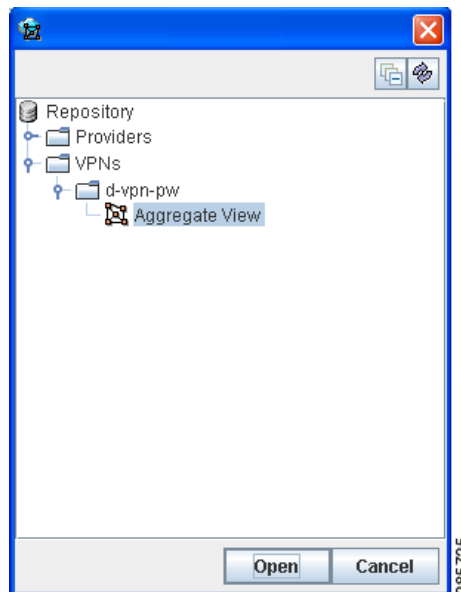 Repository
Providers
VPNs
d-vpn-pw
Aggregate View
Open
Cancel